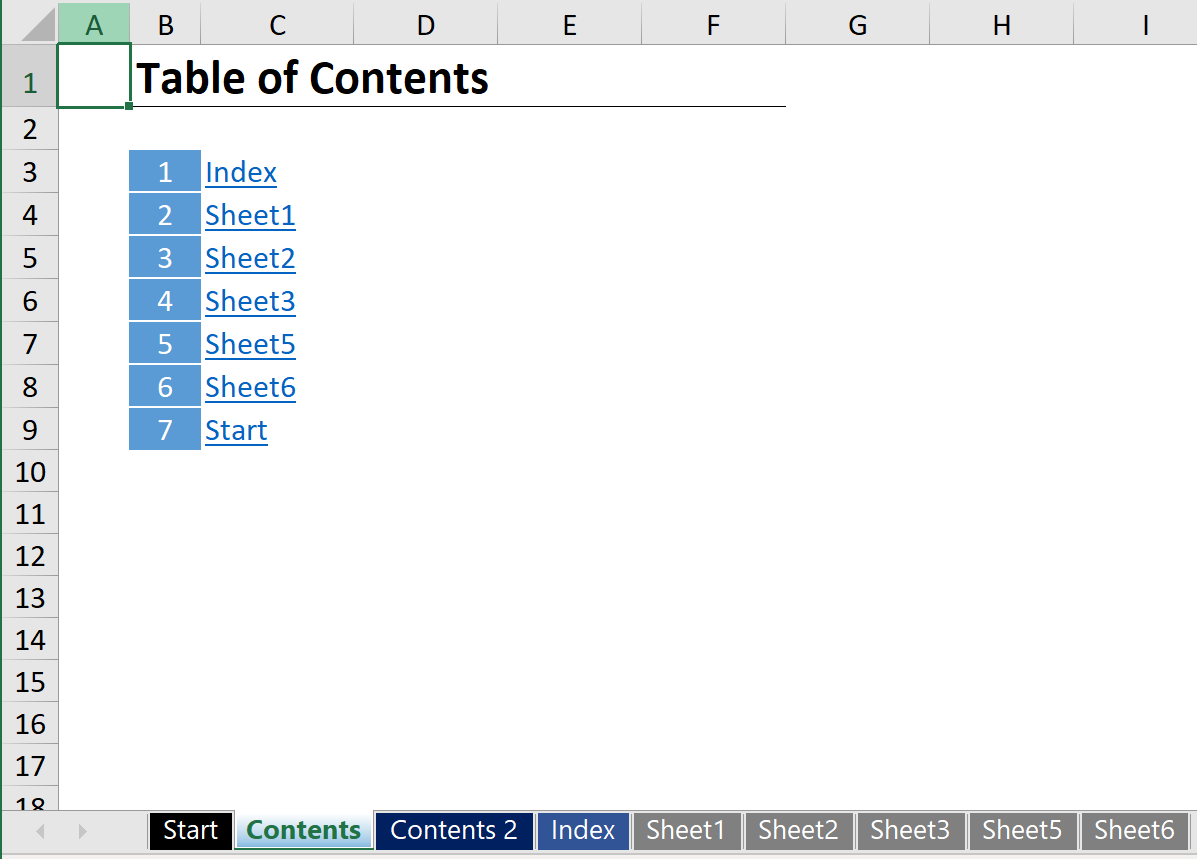 A B C D E F G H I
1 Table of Contents
2
3 1 Index
4 2 Sheet1
5 3 Sheet2
6 4 Sheet3
7 5 Sheet5
8 6 Sheet6
9 7 Start
10
11
12
13
14
15
16
17
18
Start Contents Contents 2 Index Sheet1 Sheet2 Sheet3 Sheet5 Sheet6